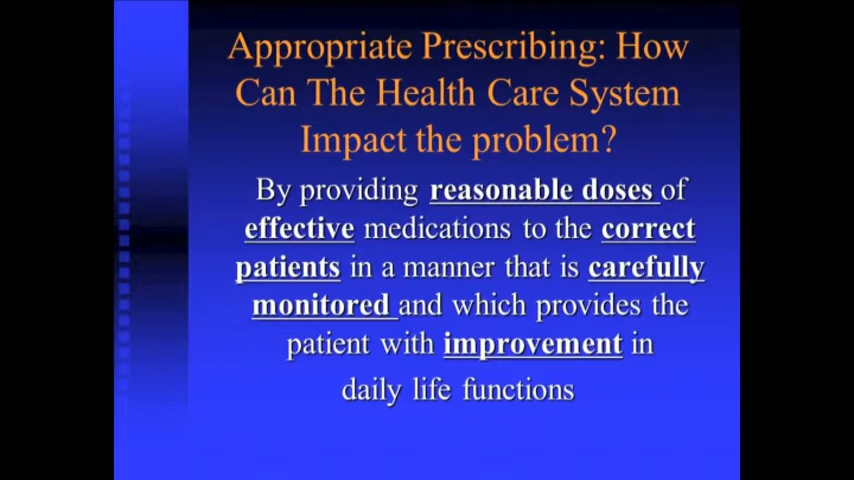 Appropriate Prescribing: How
Can The Health Care System
Impact the problem?
By providing reasonable doses of
effective medications to the correct
patients in a manner that is carefully
monitored and which provides the
patient with improvement in
daily life functions